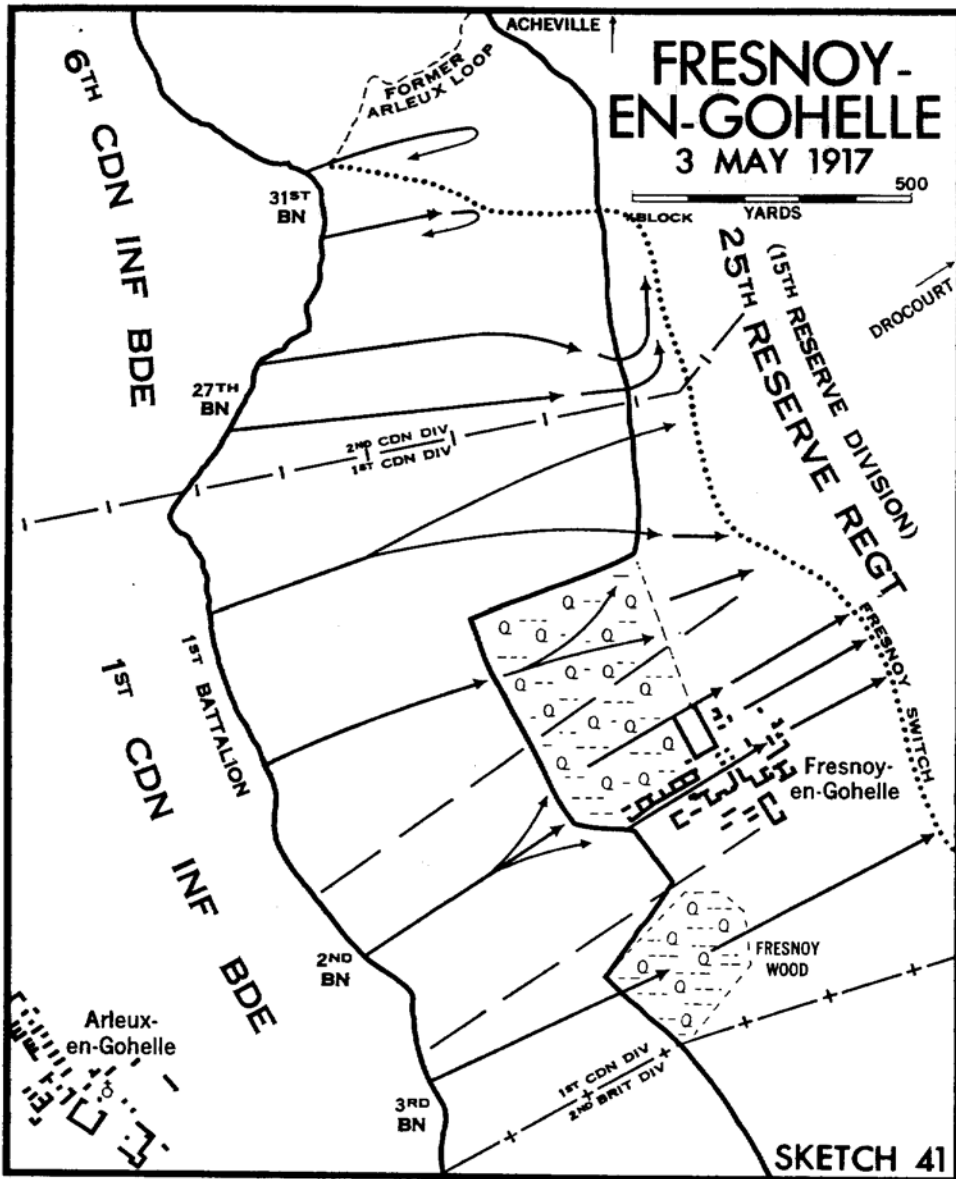 ACHEVILLE
FRESNOY-
EN-GOHELLE
3 MAY 1917
500
YARDS
6TH CDN INF BDE
FORMER
ARLEUX LOOP
31ST
BN
BLOCK
25TH RESERVE REGT
(15TH RESERVE DIVISION)
DROCOURT
27TH
BN
2ND CDN DIV
1ST CDN DIV
1ST BATTALION
1ST CDN INF BDE
FRESNOY SWITCH
Fresnoy-
en-Gohelle
2ND
BN
FRESNOY
WOOD
Arleux-
en-Gohelle
3RD
BN
1ST CDN DIV
2ND BRIT DIV
SKETCH 41